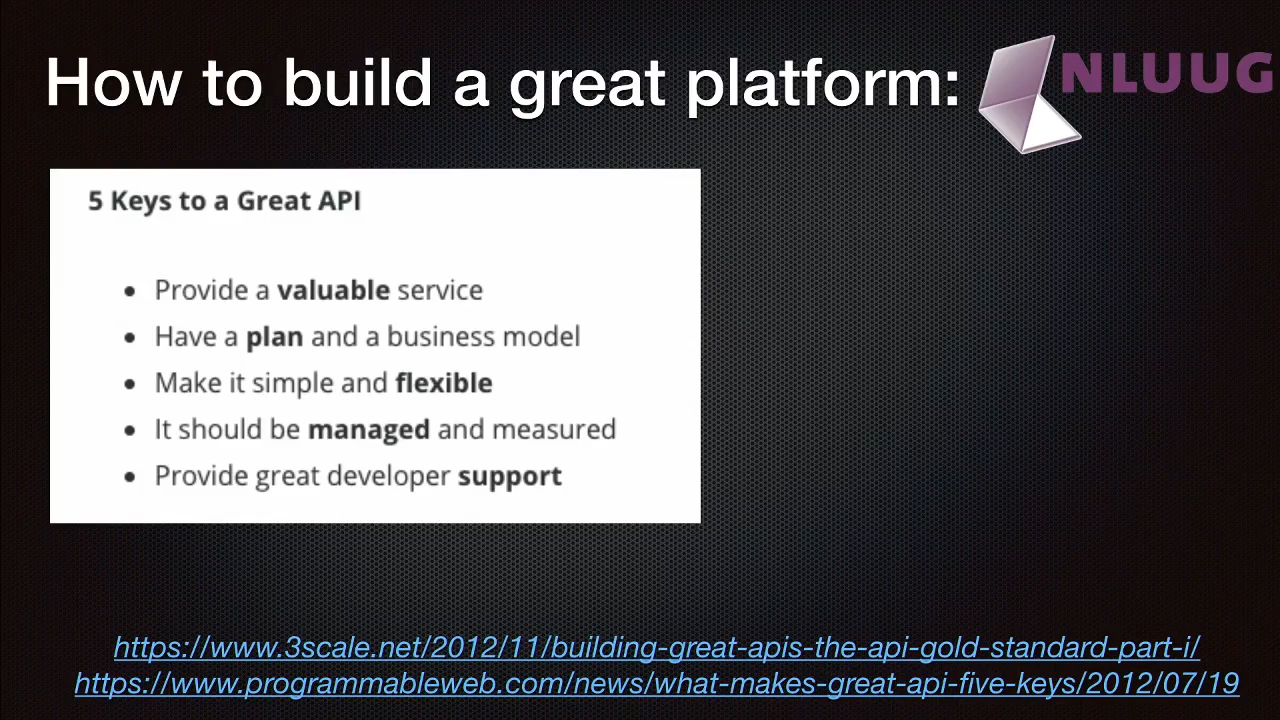 How to build a great platform:
NLUUG
5 Keys to a Great API
• Provide a valuable service
• Have a plan and a business model
• Make it simple and flexible
• It should be managed and measured
• Provide great developer support
https://www.3scale.net/2012/11/building-great-apis-the-api-gold-standard-part-i/
https://www.programmableweb.com/news/what-makes-great-api-five-keys/2012/07/19